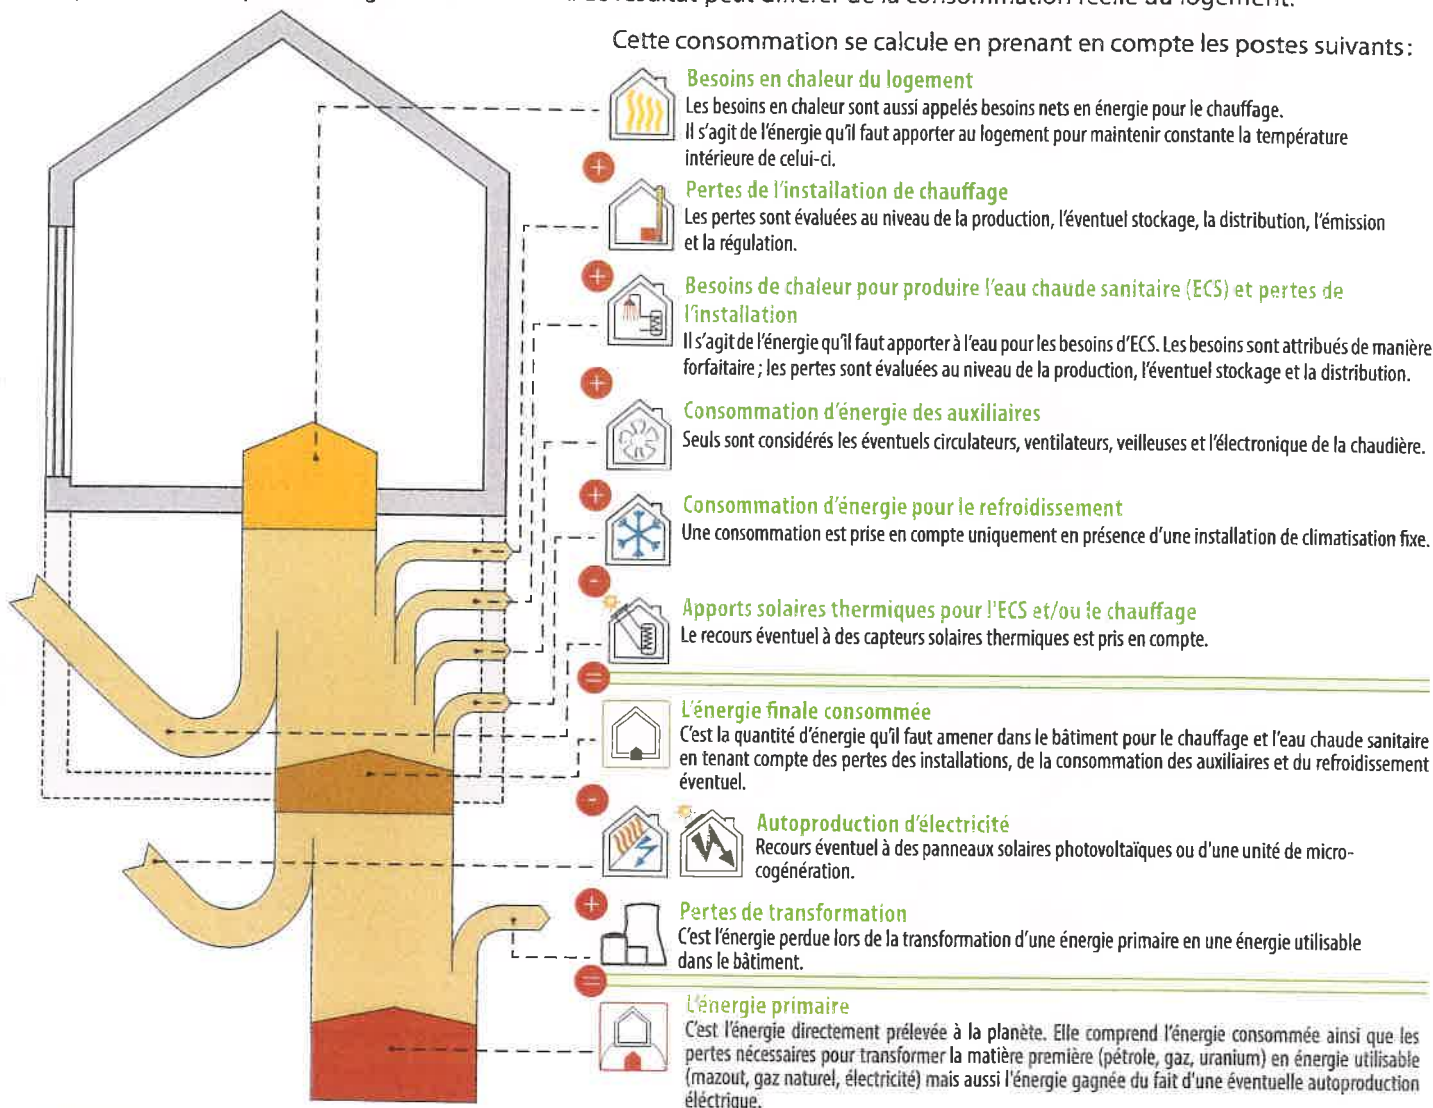 résultat peut différer de la consommation réelle du logement.
Cette consommation se calcule en prenant en compte les postes suivants :
Besoins en chaleur du logement
Les besoins en chaleur sont aussi appelés besoins nets en énergie pour le chauffage.
Il s'agit de l'énergie qu'il faut apporter au logement pour maintenir constante la température
intérieure de celui-ci.
+
Pertes de l'installation de chauffage
Les pertes sont évaluées au niveau de la production, l'éventuel stockage, la distribution, l'émission
et la régulation.
+
Besoins de chaleur pour produire l'eau chaude sanitaire (ECS) et pertes de
l'installation
Il s'agit de l'énergie qu'il faut apporter à l'eau pour les besoins d'ECS. Les besoins sont attribués de manière
forfaitaire ; les pertes sont évaluées au niveau de la production, l'éventuel stockage et la distribution.
+
Consommation d'énergie des auxiliaires
Seuls sont considérés les éventuels circulateurs, ventilateurs, veilleuses et l'électronique de la chaudière.
+
Consommation d'énergie pour le refroidissement
Une consommation est prise en compte uniquement en présence d'une installation de climatisation fixe.
-
Apports solaires thermiques pour l'ECS et/ou le chauffage
Le recours éventuel à des capteurs solaires thermiques est pris en compte.
=
L'énergie finale consommée
C'est la quantité d'énergie qu'il faut amener dans le bâtiment pour le chauffage et l'eau chaude sanitaire
en tenant compte des pertes des installations, de la consommation des auxiliaires et du refroidissement
éventuel.
-
Autoproduction d'électricité
Recours éventuel à des panneaux solaires photovoltaïques ou d'une unité de micro-
cogénération.
+
Pertes de transformation
C'est l'énergie perdue lors de la transformation d'une énergie primaire en une énergie utilisable
dans le bâtiment.
=
L'énergie primaire
C'est l'énergie directement prélevée à la planète. Elle comprend l'énergie consommée ainsi que les
pertes nécessaires pour transformer la matière première (pétrole, gaz, uranium) en énergie utilisable
(mazout, gaz naturel, électricité) mais aussi l'énergie gagnée du fait d'une éventuelle autoproduction
éléctrique.